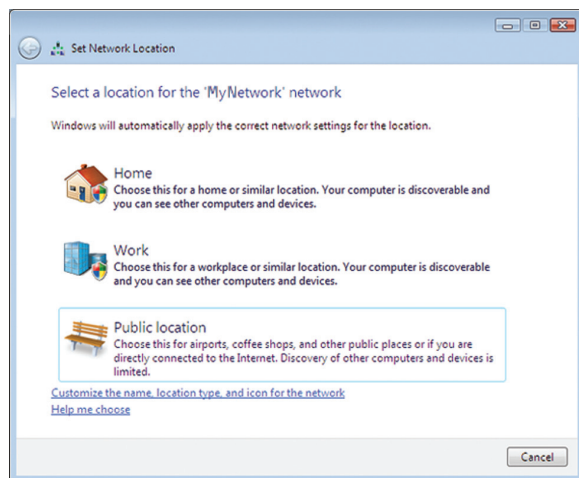 Set Network Location
Select a location for the 'MyNetwork' network
Windows will automatically apply the correct network settings for the location.
Home
Choose this for a home or similar location. Your computer is discoverable and
you can see other computers and devices.
Work
Choose this for a workplace or similar location. Your computer is discoverable
and you can see other computers and devices.
Public location
Choose this for airports, coffee shops, and other public places or if you are
directly connected to the Internet. Discovery of other computers and devices is
limited.
Customize the name, location type, and icon for the network
Help me choose
Cancel